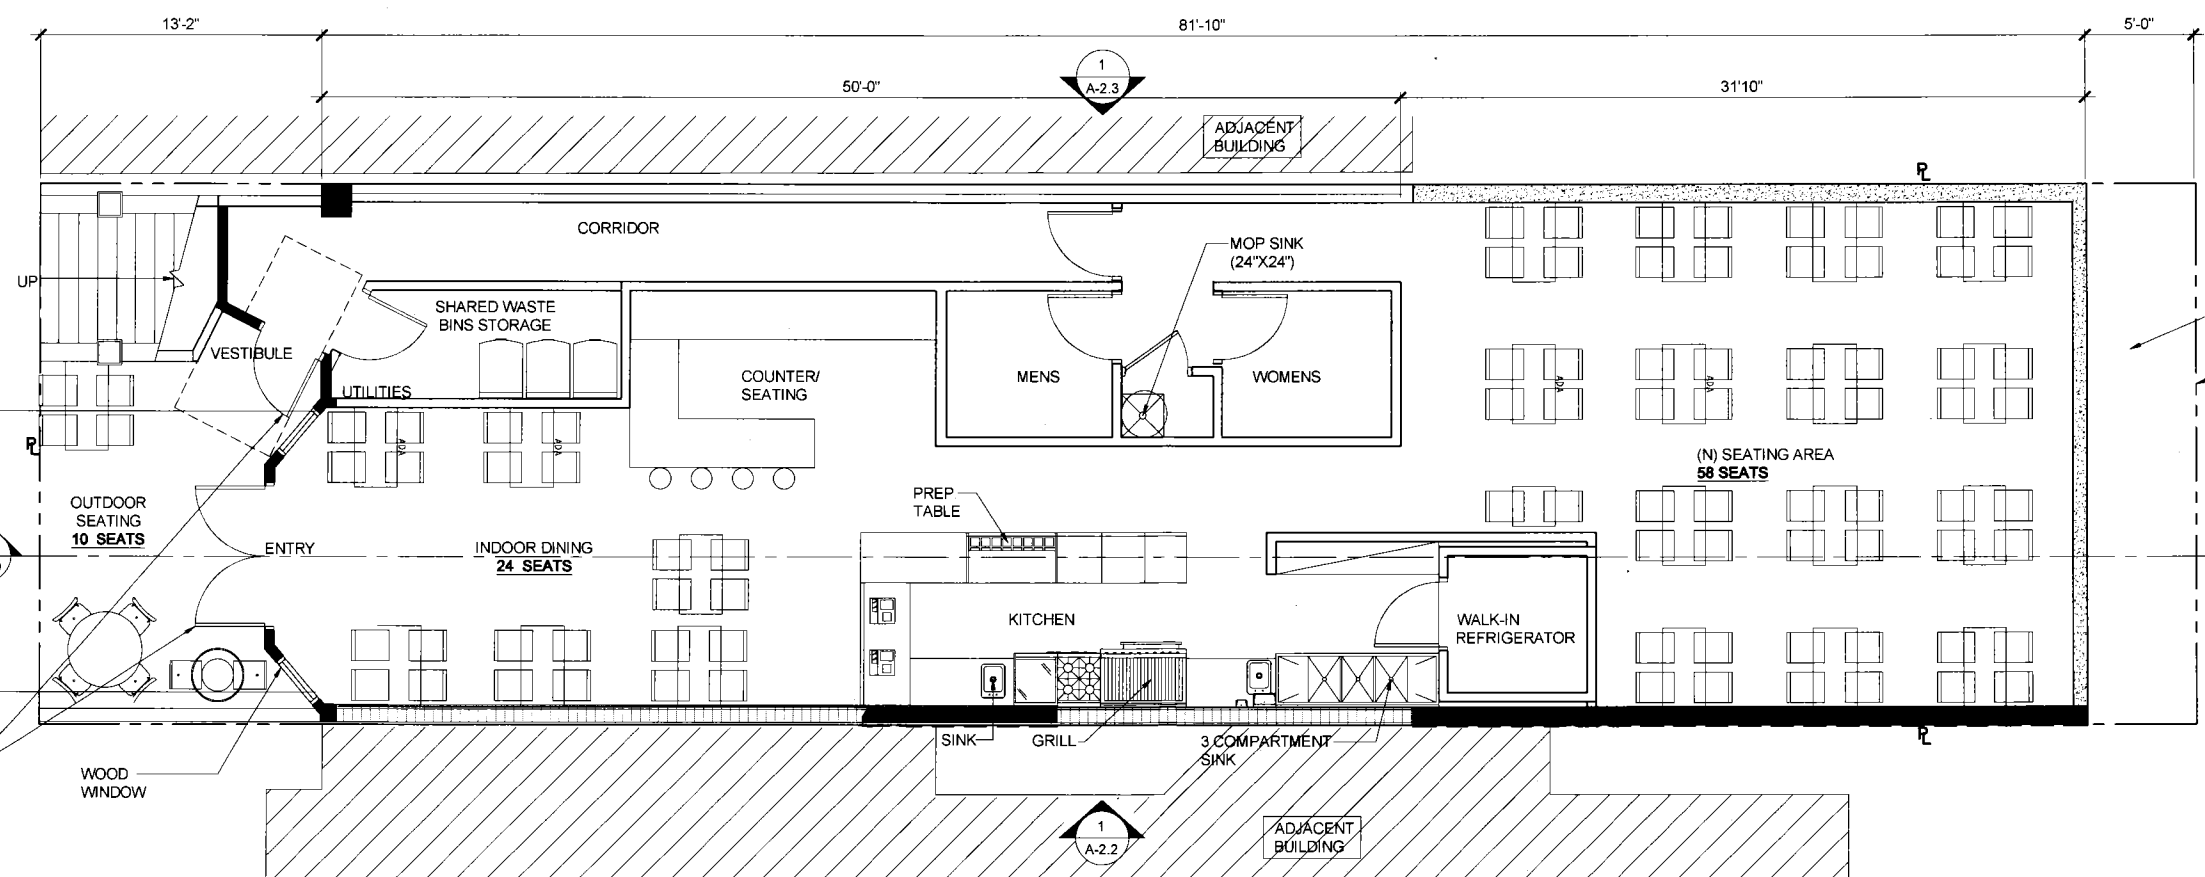 13'-2"
81'-10"
5'-0"
1
A-2.3
50'-0"
31'10"
ADJACENT
BUILDING
PL
CORRIDOR
MOP SINK
(24"X24")
UP
SHARED WASTE
BINS STORAGE
VESTIBULE
UTILITIES
COUNTER/
SEATING
MENS
WOMENS
ADA
ADA
ADA
ADA
PL
(N) SEATING AREA
58 SEATS
OUTDOOR
SEATING
10 SEATS
PREP
TABLE
ENTRY
INDOOR DINING
24 SEATS
KITCHEN
WALK-IN
REFRIGERATOR
SINK
GRILL
3 COMPARTMENT
SINK
PL
WOOD
WINDOW
1
A-2.2
ADJACENT
BUILDING